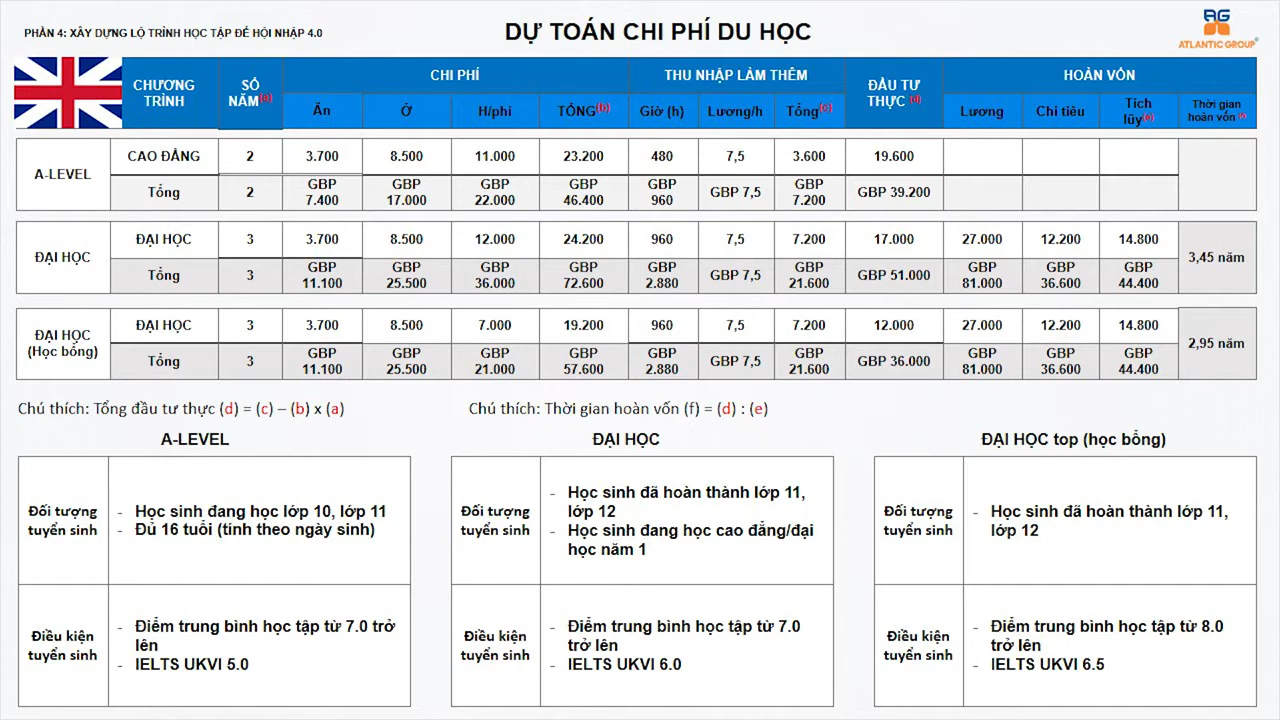 PHẦN 4: XÂY DỰNG LỘ TRÌNH HỌC TẬP ĐỂ HỘI NHẬP 4.0
DỰ TOÁN CHI PHÍ DU HỌC
AG
ATLANTIC GROUP®
CHƯƠNG TRÌNH
SỐ NĂM(a)
CHI PHÍ
THU NHẬP LÀM THÊM
ĐẦU TƯ THỰC (d)
HOÀN VỐN
Ăn Ở H/phí TỔNG(b) Giờ (h) Lương/h Tổng(c) Lương Chi tiêu Tích lũy(e) Thời gian hoàn vốn (f)
A-LEVEL
CAO ĐẲNG 2 3.700 8.500 11.000 23.200 480 7,5 3.600 19.600
Tổng 2 GBP 7.400 GBP 17.000 GBP 22.000 GBP 46.400 GBP 960 GBP 7,5 GBP 7.200 GBP 39.200
ĐẠI HỌC
ĐẠI HỌC 3 3.700 8.500 12.000 24.200 960 7,5 7.200 17.000 27.000 12.200 14.800
3,45 năm
Tổng 3 GBP 11.100 GBP 25.500 GBP 36.000 GBP 72.600 GBP 2.880 GBP 7,5 GBP 21.600 GBP 51.000 GBP 81.000 GBP 36.600 GBP 44.400
ĐẠI HỌC (Học bổng)
ĐẠI HỌC 3 3.700 8.500 7.000 19.200 960 7,5 7.200 12.000 27.000 12.200 14.800
2,95 năm
Tổng 3 GBP 11.100 GBP 25.500 GBP 21.000 GBP 57.600 GBP 2.880 GBP 7,5 GBP 21.600 GBP 36.000 GBP 81.000 GBP 36.600 GBP 44.400
Chú thích: Tổng đầu tư thực (d) = (c) – (b) x (a)
Chú thích: Thời gian hoàn vốn (f) = (d) : (e)
A-LEVEL
Đối tượng tuyển sinh
- Học sinh đang học lớp 10, lớp 11
- Đủ 16 tuổi (tính theo ngày sinh)
Điều kiện tuyển sinh
- Điểm trung bình học tập từ 7.0 trở lên
- IELTS UKVI 5.0
ĐẠI HỌC
Đối tượng tuyển sinh
- Học sinh đã hoàn thành lớp 11, lớp 12
- Học sinh đang học cao đẳng/đại học năm 1
Điều kiện tuyển sinh
- Điểm trung bình học tập từ 7.0 trở lên
- IELTS UKVI 6.0
ĐẠI HỌC top (học bổng)
Đối tượng tuyển sinh
- Học sinh đã hoàn thành lớp 11, lớp 12
Điều kiện tuyển sinh
- Điểm trung bình học tập từ 8.0 trở lên
- IELTS UKVI 6.5